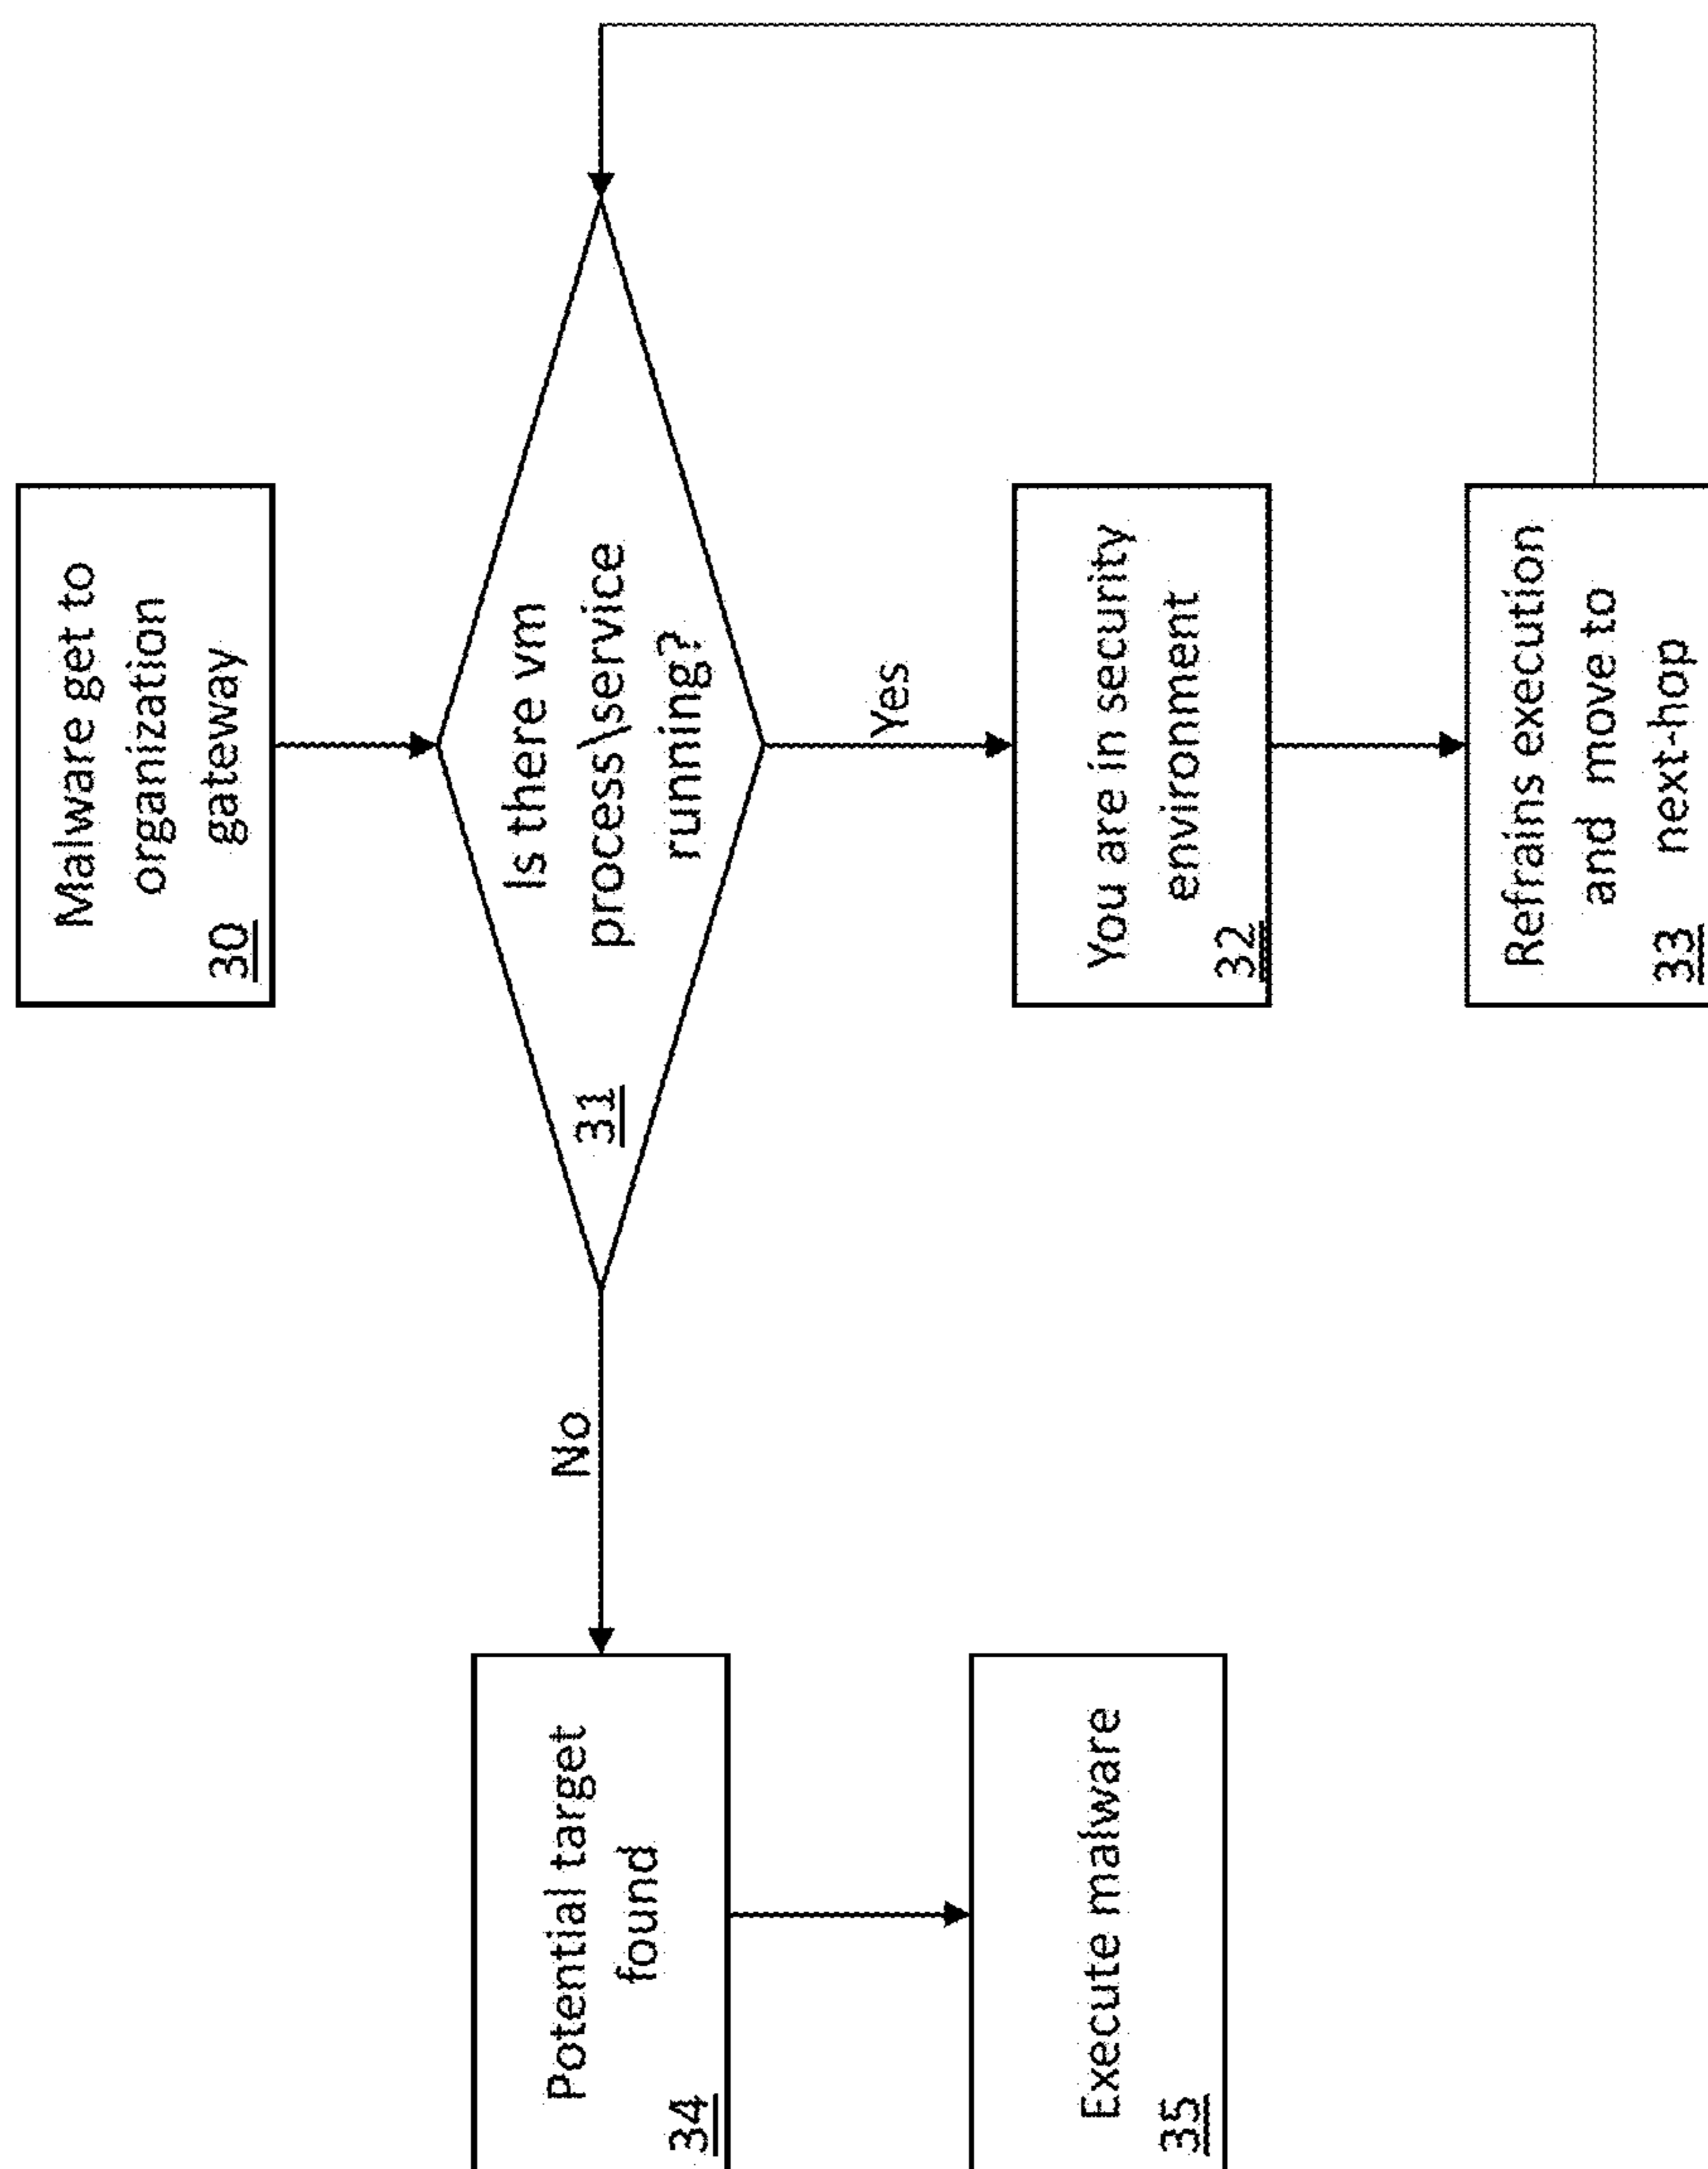 Malware get to
organization
gateway
30
Is there vm
process\service
running?
31
Yes
You are in security
environment
32
Refrains execution
and move to
next-hop
33
No
Potential target
found
34
Execute malware
35